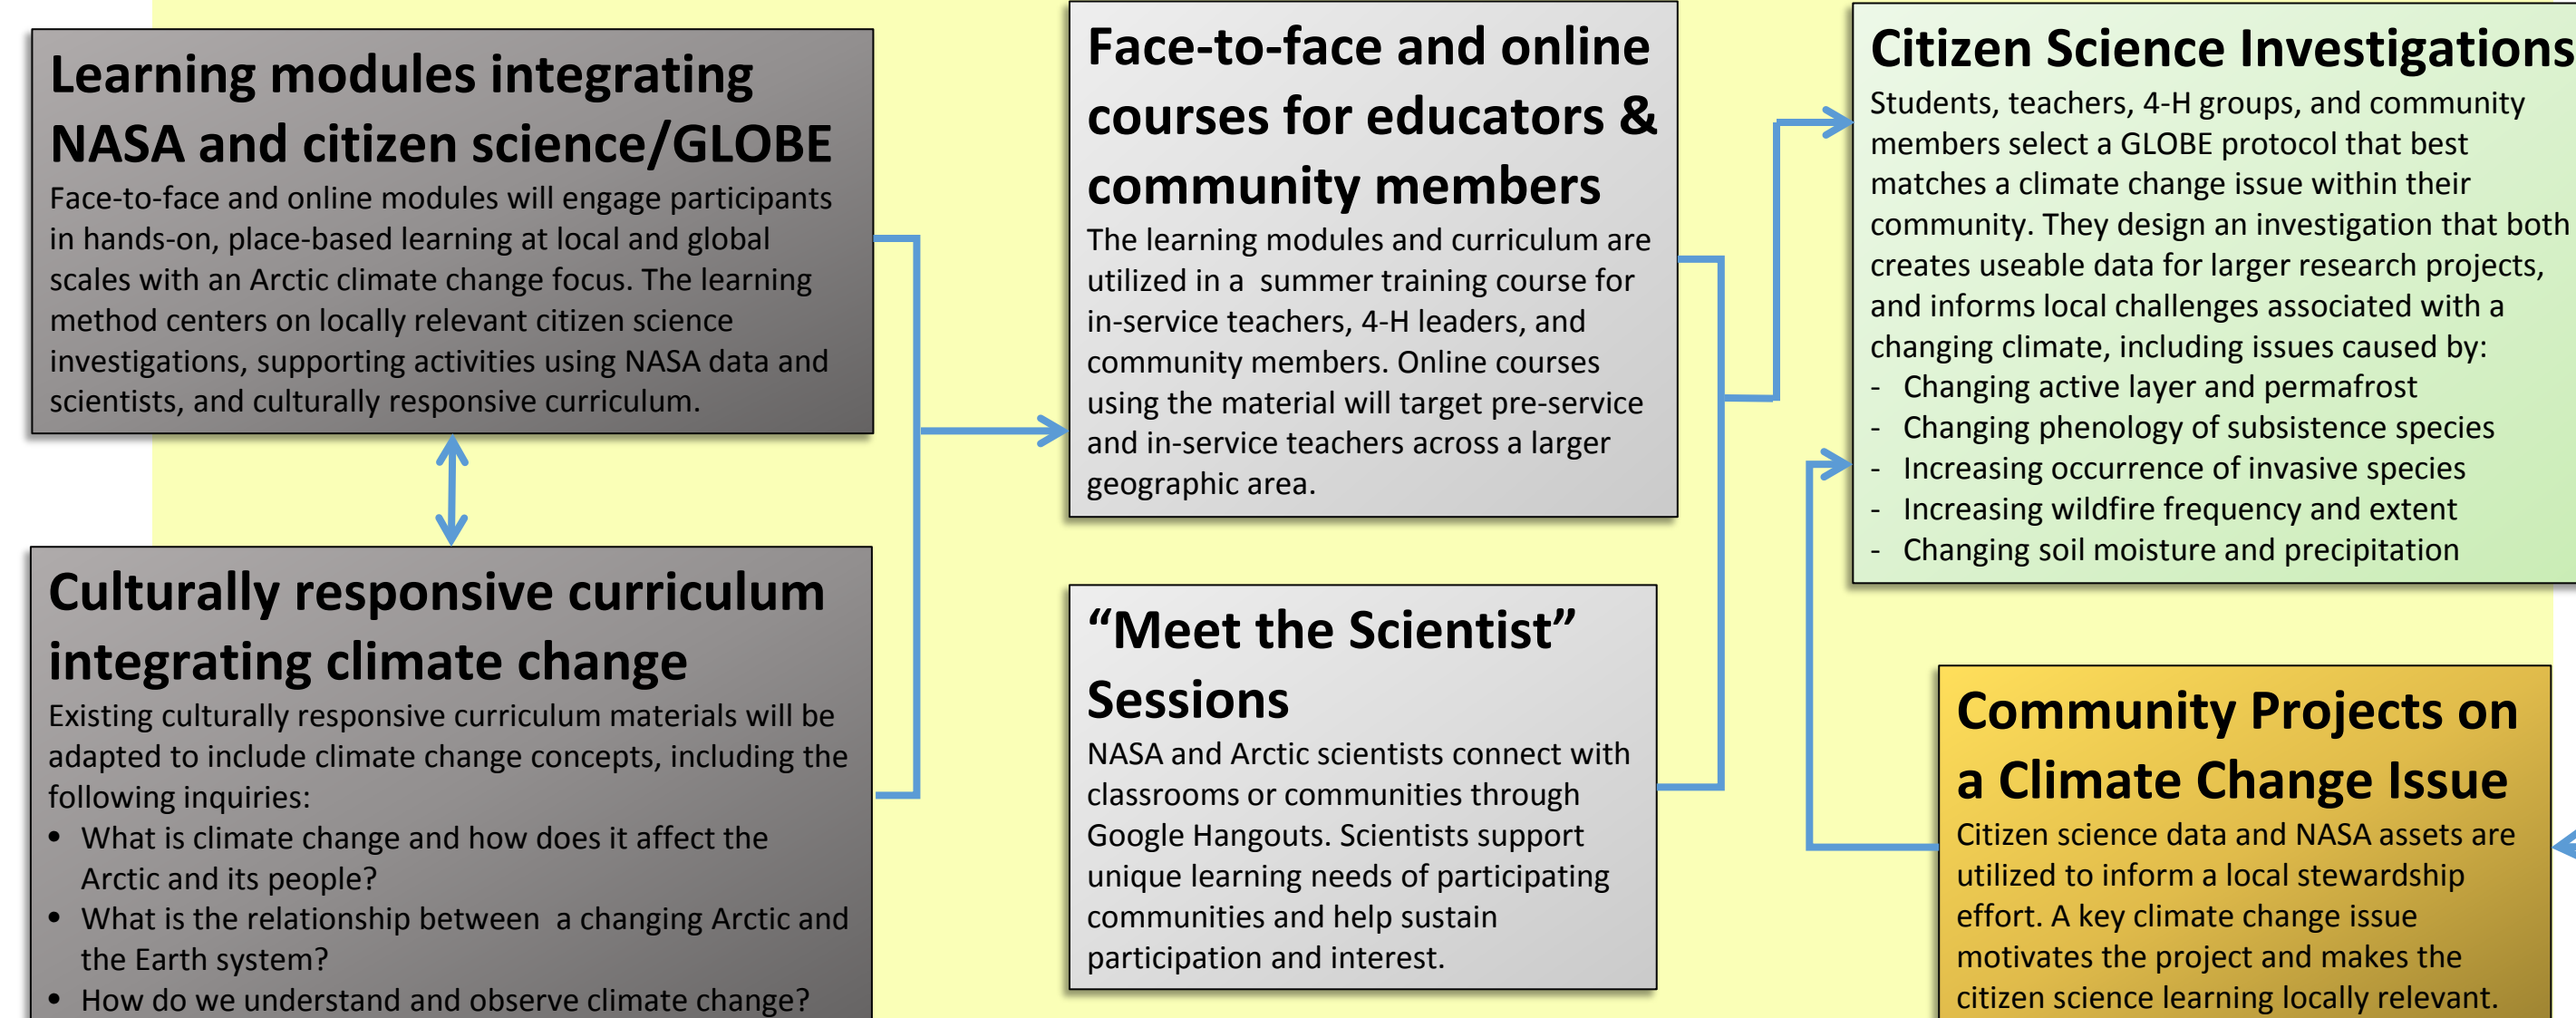 Learning modules integrating
NASA and citizen science/GLOBE
Face-to-face and online modules will engage participants
in hands-on, place-based learning at local and global
scales with an Arctic climate change focus. The learning
method centers on locally relevant citizen science
investigations, supporting activities using NASA data and
scientists, and culturally responsive curriculum.
Culturally responsive curriculum
integrating climate change
Existing culturally responsive curriculum materials will be
adapted to include climate change concepts, including the
following inquiries:
• What is climate change and how does it affect the
Arctic and its people?
• What is the relationship between a changing Arctic and
the Earth system?
• How do we understand and observe climate change?
Face-to-face and online
courses for educators &
community members
The learning modules and curriculum are
utilized in a summer training course for
in-service teachers, 4-H leaders, and
community members. Online courses
using the material will target pre-service
and in-service teachers across a larger
geographic area.
“Meet the Scientist”
Sessions
NASA and Arctic scientists connect with
classrooms or communities through
Google Hangouts. Scientists support
unique learning needs of participating
communities and help sustain
participation and interest.
Citizen Science Investigations
Students, teachers, 4-H groups, and community
members select a GLOBE protocol that best
matches a climate change issue within their
community. They design an investigation that both
creates useable data for larger research projects,
and informs local challenges associated with a
changing climate, including issues caused by:
- Changing active layer and permafrost
- Changing phenology of subsistence species
- Increasing occurrence of invasive species
- Increasing wildfire frequency and extent
- Changing soil moisture and precipitation
Community Projects on
a Climate Change Issue
Citizen science data and NASA assets are
utilized to inform a local stewardship
effort. A key climate change issue
motivates the project and makes the
citizen science learning locally relevant.